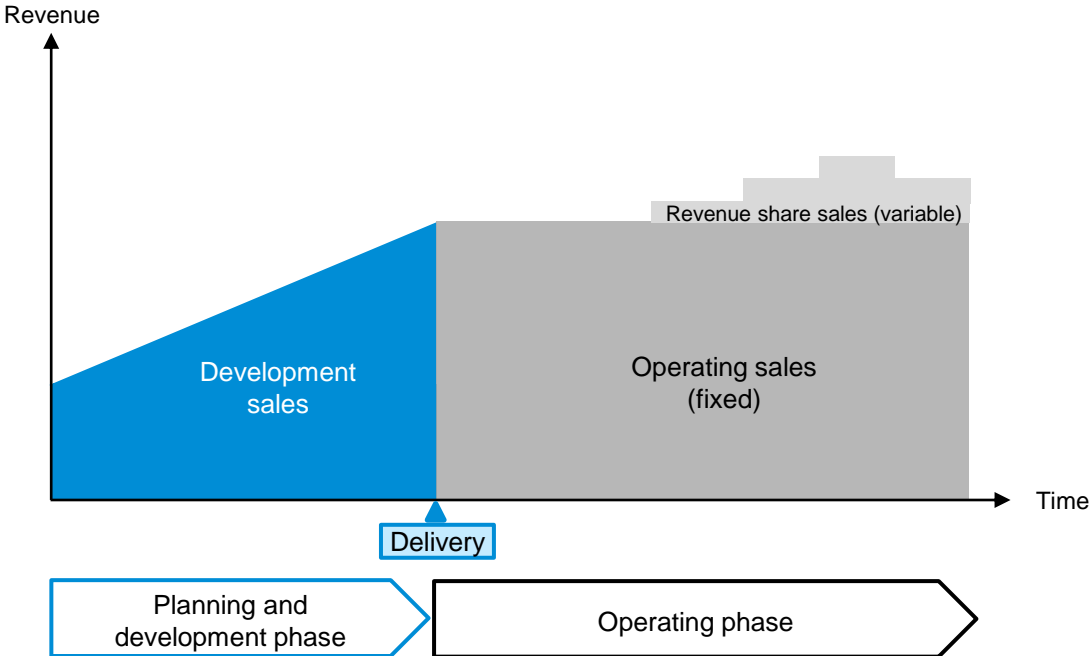 Revenue
Revenue share sales (variable)
Development
sales
Operating sales
(fixed)
Time
Delivery
Planning and
development phase
Operating phase